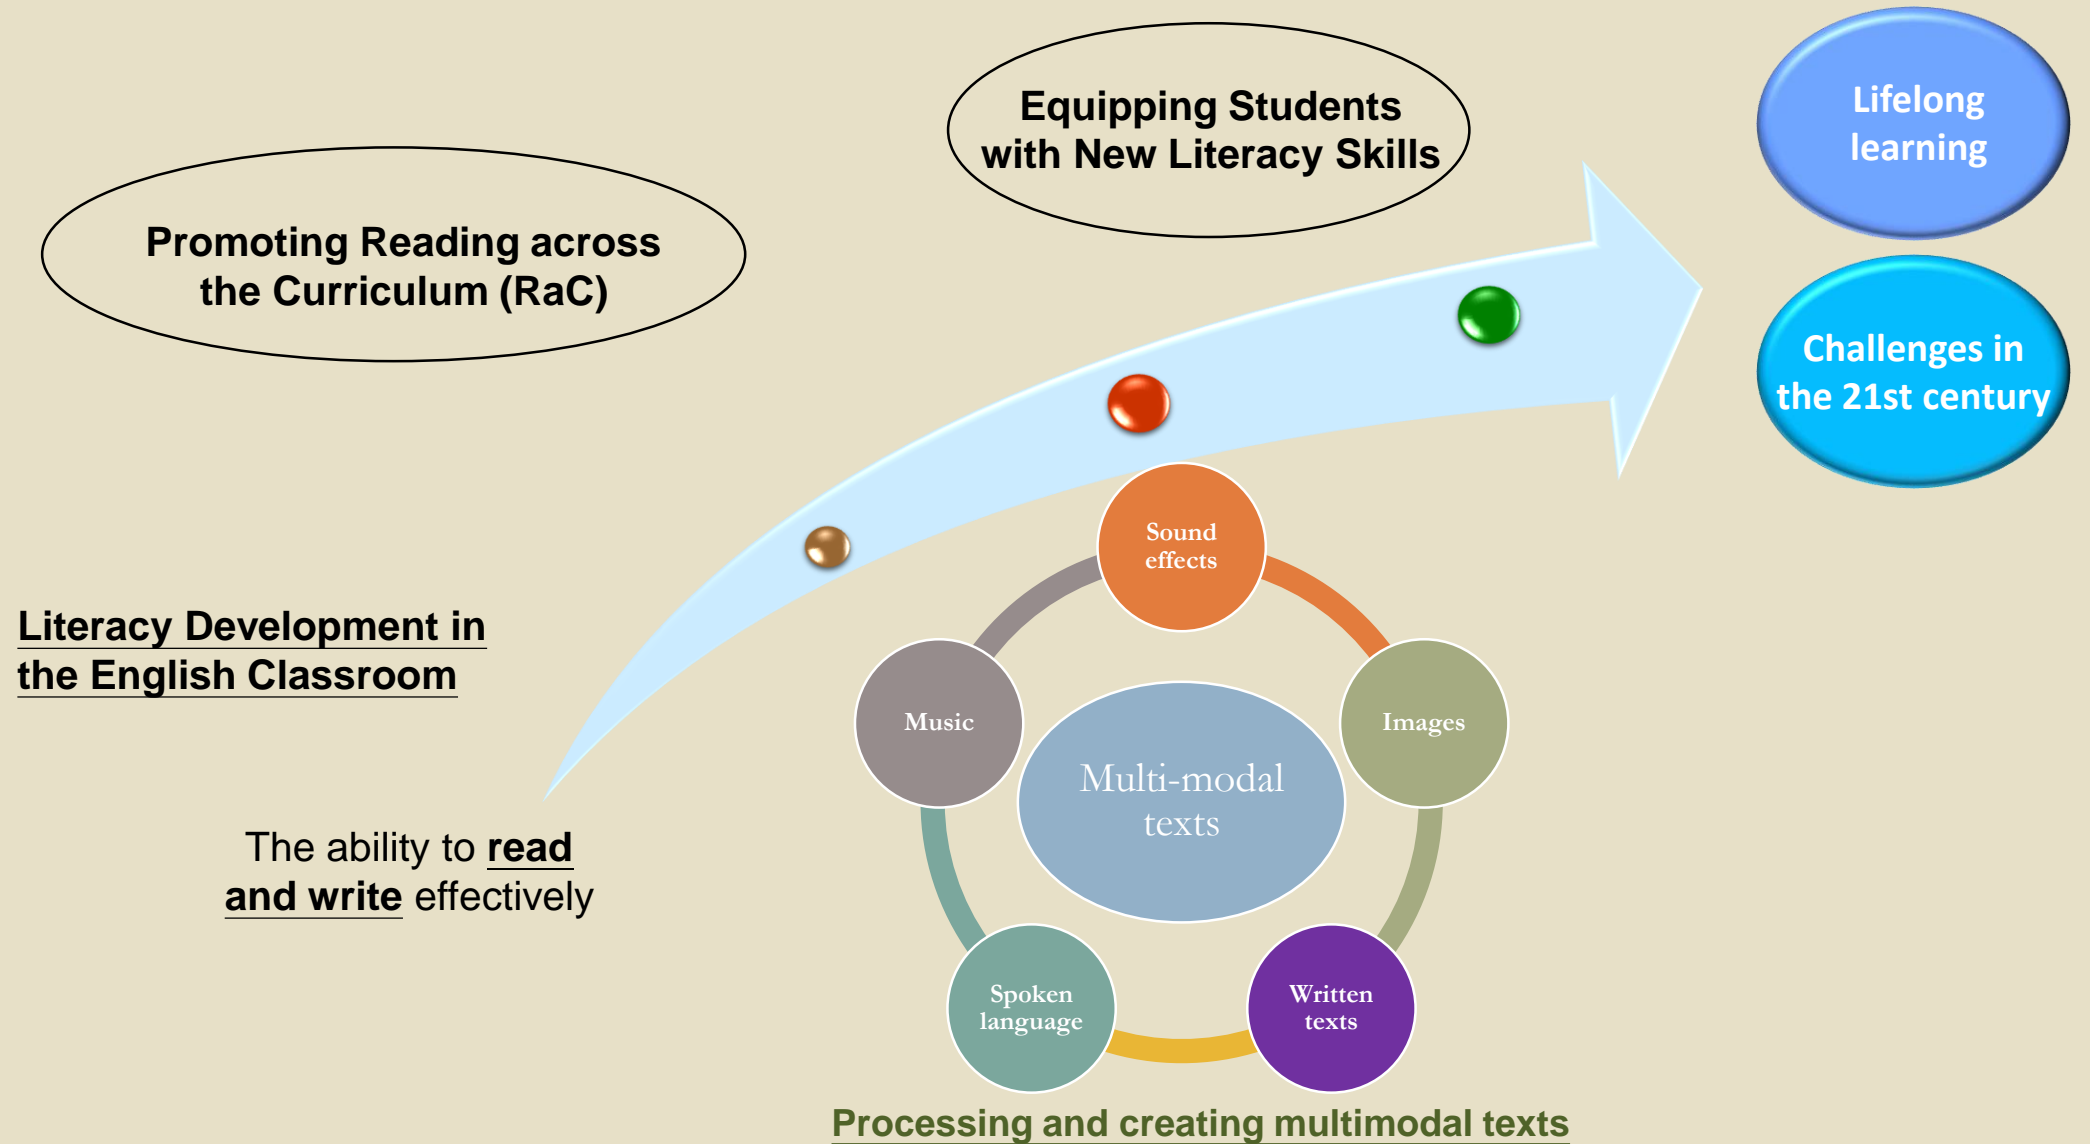 Equipping Students
with New Literacy Skills
Lifelong
learning
Promoting Reading across
the Curriculum (RaC)
Challenges in
the 21st century
Literacy Development in
the English Classroom
Sound
effects
Music
Images
Multi-modal
texts
The ability to read
and write effectively
Spoken
language
Written
texts
Processing and creating multimodal texts